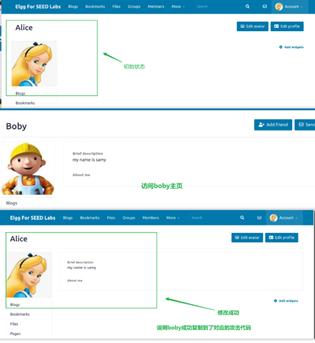 Elgg For SEED Labs Blogs Bookmarks Files Groups Members More Search Account
Alice
Edit avatar Edit profile
初始状态
Add widgets
Blogs
Bookmarks
Boby
Add friend Send
Brief description
my name is samy
About me
访问boby主页
Blogs
Elgg For SEED Labs Blogs Bookmarks Files Groups Members More Search Account
Alice
Edit avatar Edit profile
Brief description
my name is samy
About me
Add widgets
修改成功
Blogs
Bookmarks
说明boby成功复制到了对应的攻击代码
Files
Pages